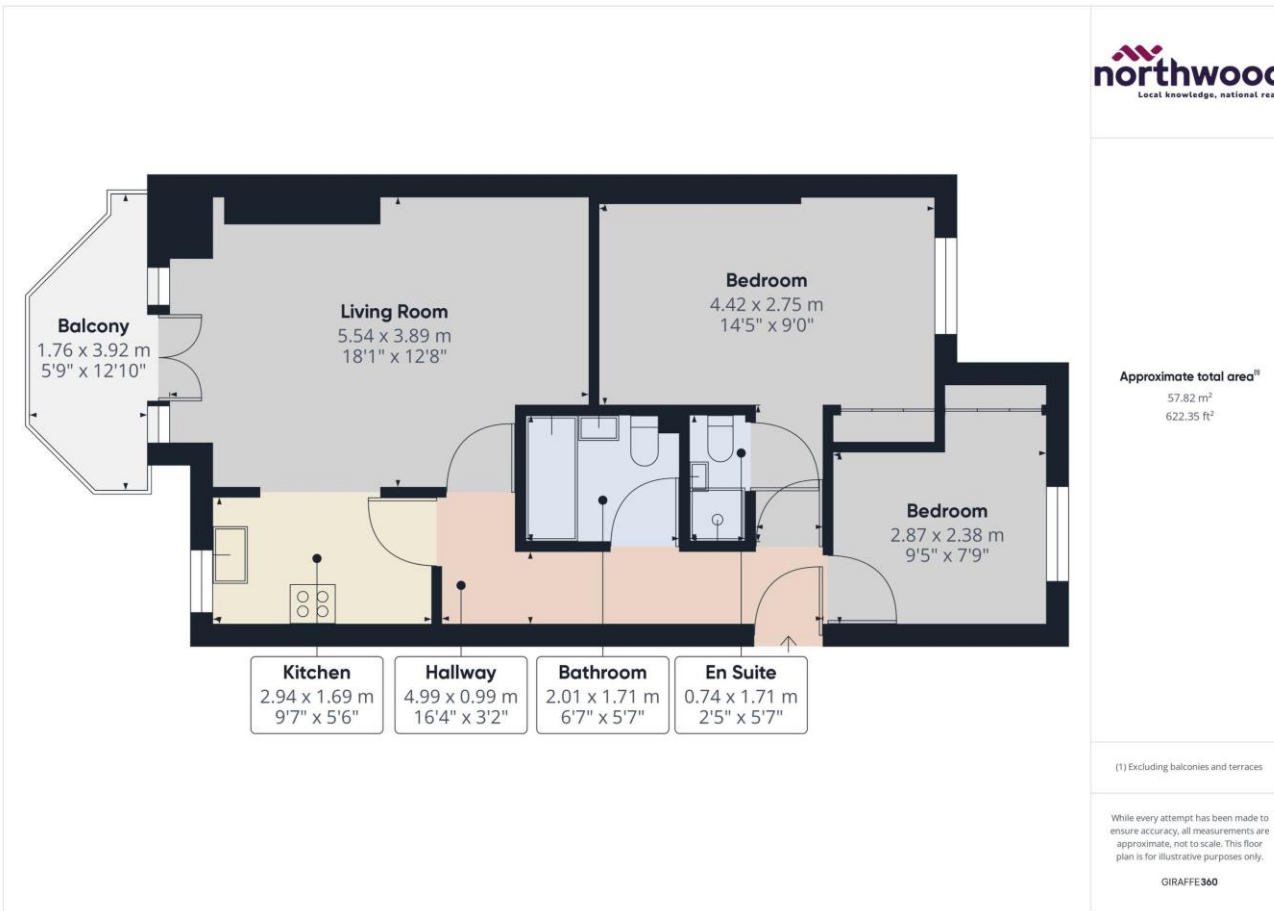 northwood
Local knowledge, national
Balcony
1.76 x 3.92 m
5'9" x 12'10"
Living Room
5.54 x 3.89 m
18'1" x 12'8"
Bedroom
4.42 x 2.75 m
14'5" x 9'0"
Bedroom
2.87 x 2.38 m
9'5" x 7'9"
Kitchen
2.94 x 1.69 m
9'7" x 5'6"
Hallway
4.99 x 0.99 m
16'4" x 3'2"
Bathroom
2.01 x 1.71 m
6'7" x 5'7"
En Suite
0.74 x 1.71 m
2'5" x 5'7"
Approximate total area⁽¹⁾
57.82 m²
622.35 ft²
(1) Excluding balconies and terraces
While every attempt has been made to
ensure accuracy, all measurements are
approximate, not to scale. This floor
plan is for illustrative purposes only.
GIRAFFE360